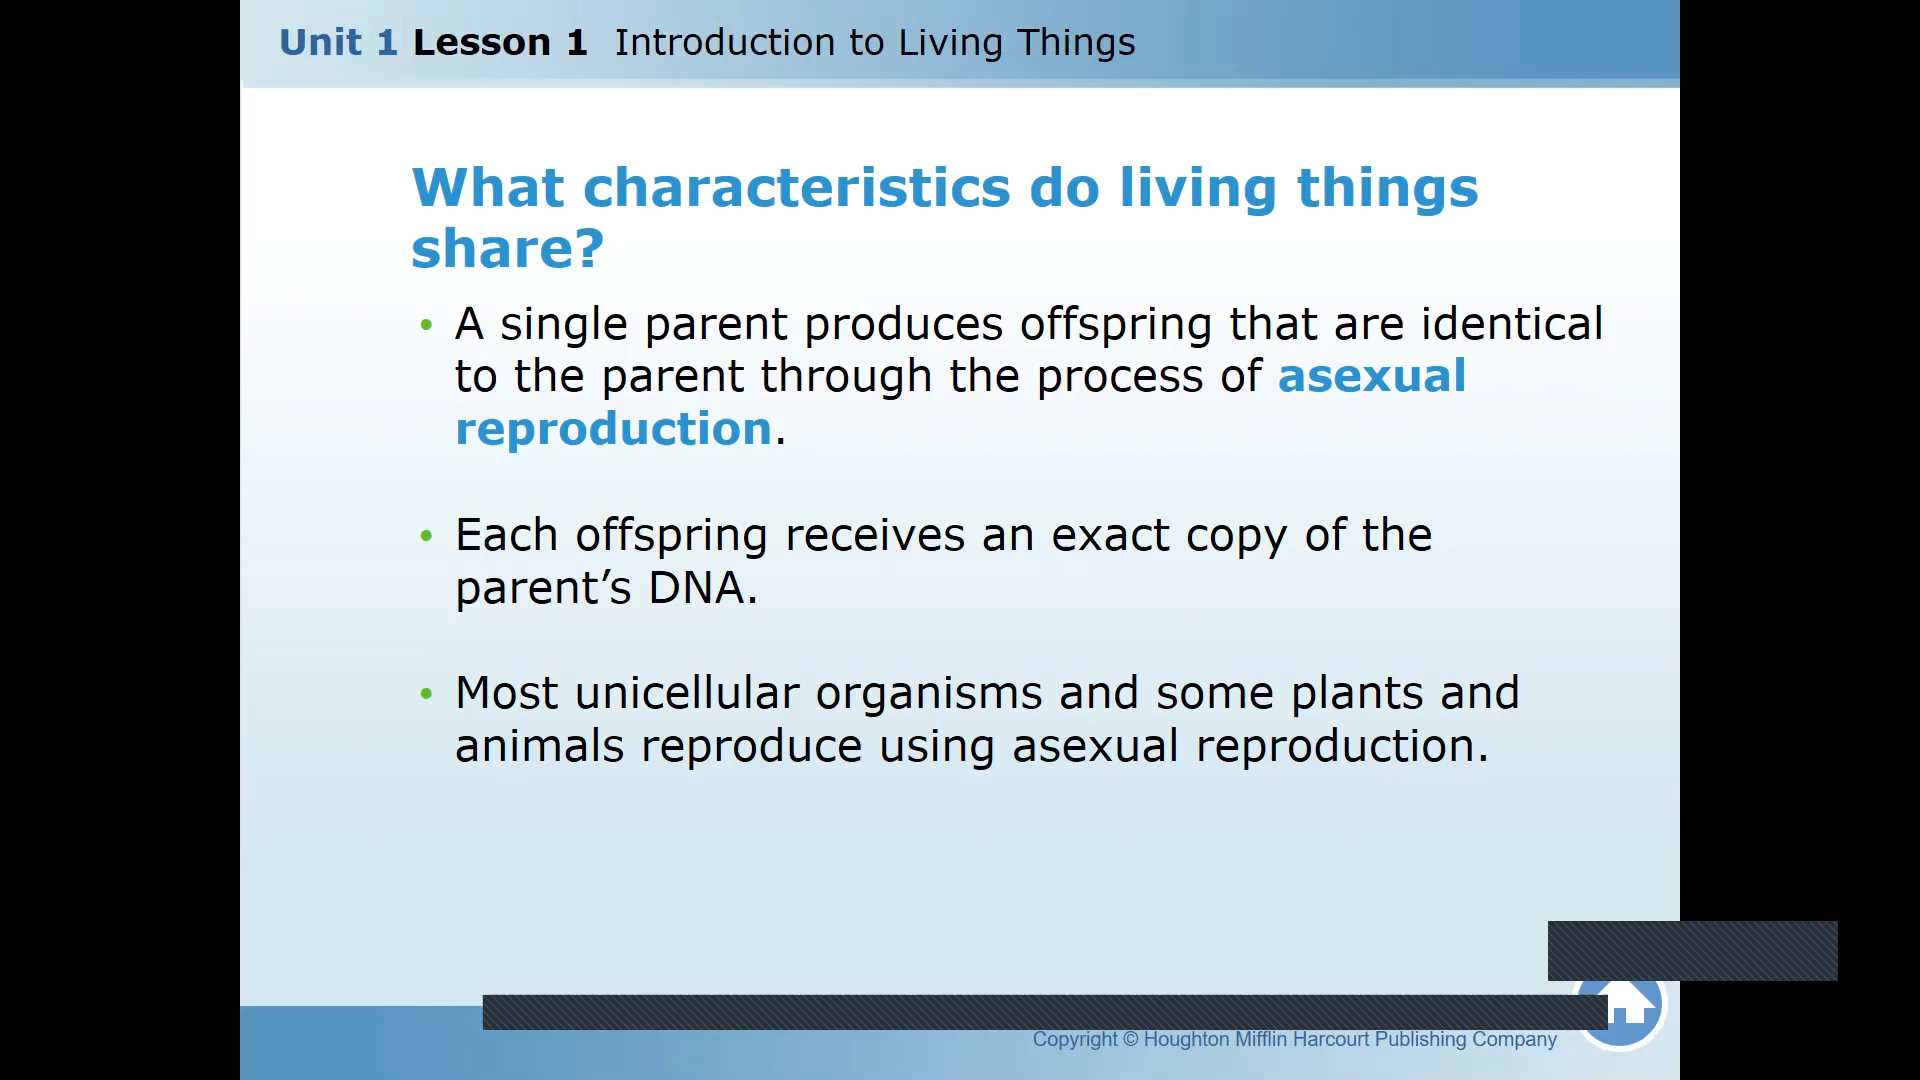 Unit 1 Lesson 1 Introduction to Living Things
What characteristics do living things
share?
• A single parent produces offspring that are identical
to the parent through the process of asexual
reproduction.
• Each offspring receives an exact copy of the
parent’s DNA.
• Most unicellular organisms and some plants and
animals reproduce using asexual reproduction.
Copyright © Houghton Mifflin Harcourt Publishing Company